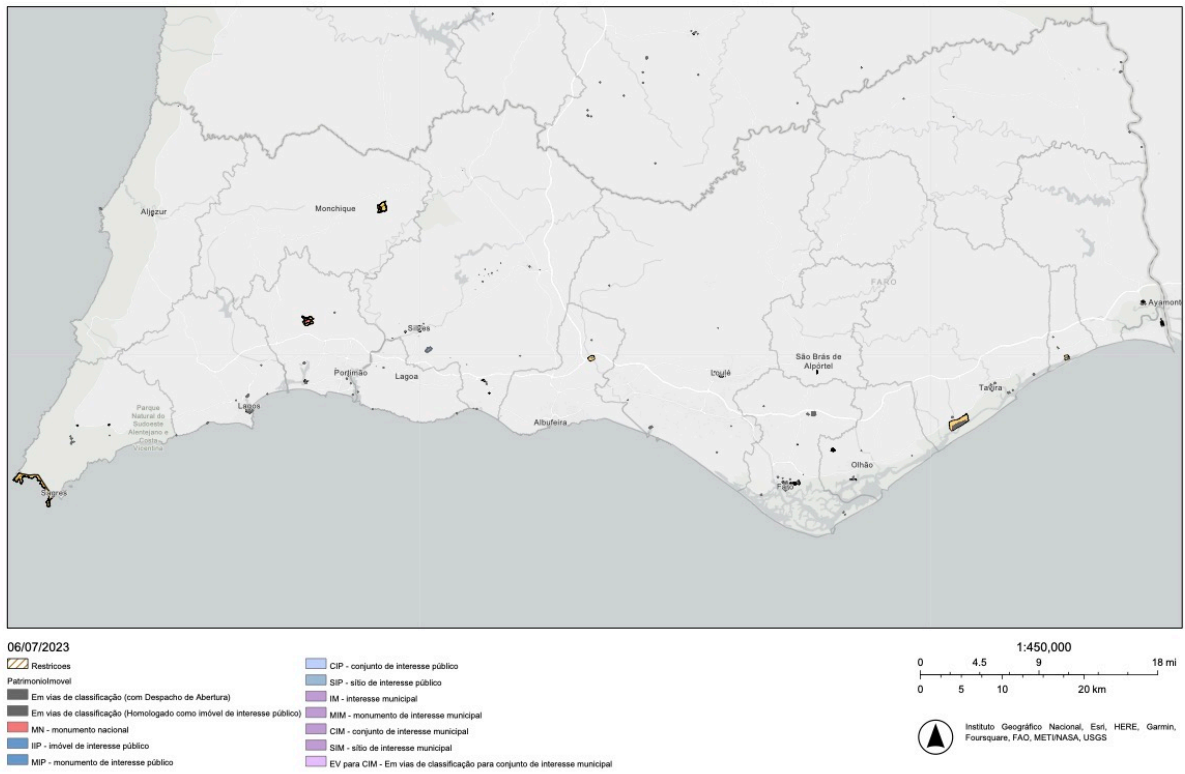 Aljezur
Monchique
FARO
Ayamont
Silves
São Brás de
Alpórtel
Portimão
Lagoa
Loulé
Tavira
Lagos
Parque
Natural do
Sudoeste
Alentejano e
Costa
Vicentina
Albufeira
Olhão
Faro
Sagres
06/07/2023
Restricoes
PatrimonioImovel
Em vias de classificação (com Despacho de Abertura)
Em vias de classificação (Homologado como imóvel de interesse público)
MN - monumento nacional
IIP - imóvel de interesse público
MIP - monumento de interesse público
CIP - conjunto de interesse público
SIP - sítio de interesse público
IM - interesse municipal
MIM - monumento de interesse municipal
CIM - conjunto de interesse municipal
SIM - sítio de interesse municipal
EV para CIM - Em vias de classificação para conjunto de interesse municipal
1:450,000
0 4.5 9 18 mi
0 5 10 20 km
Instituto Geográfico Nacional, Esri, HERE, Garmin,
Foursquare, FAO, METI/NASA, USGS